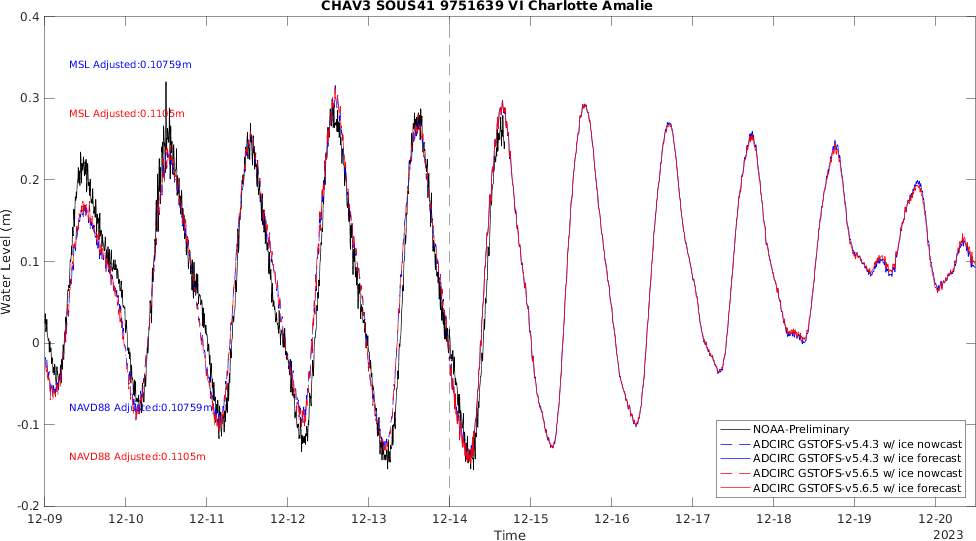 CHAV3 SOUS41 9751639 VI Charlotte Amalie
0.4
0.3
0.2
0.1
0
-0.1
-0.2
Water Level (m)
MSL Adjusted:0.10759m
MSL Adjusted:0.1105m
NAVD88 Adjusted:0.10759m
NAVD88 Adjusted:0.1105m
NOAA-Preliminary
ADCIRC GSTOFS-v5.4.3 w/ ice nowcast
ADCIRC GSTOFS-v5.4.3 w/ ice forecast
ADCIRC GSTOFS-v5.6.5 w/ ice nowcast
ADCIRC GSTOFS-v5.6.5 w/ ice forecast
12-09 12-10 12-11 12-12 12-13 12-14 12-15 12-16 12-17 12-18 12-19 12-20
2023
Time